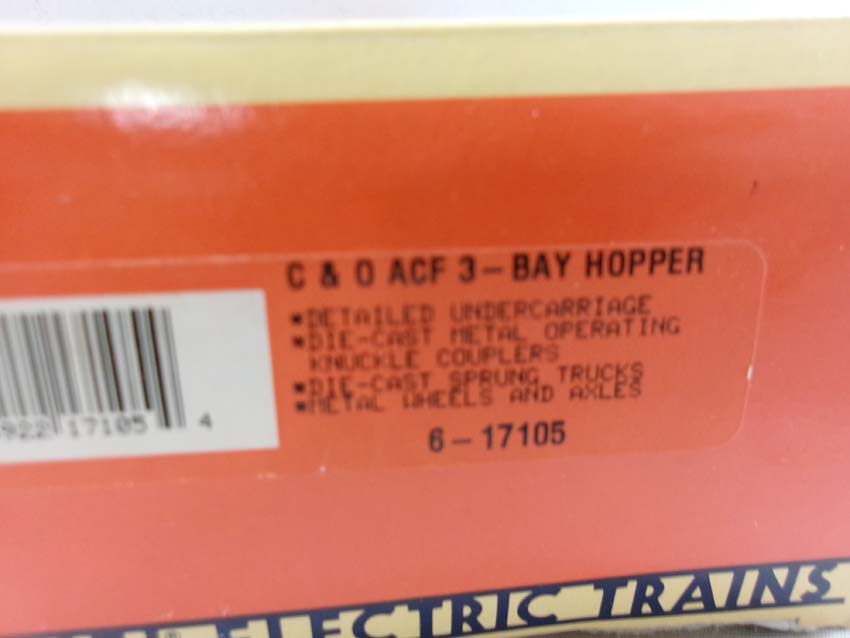 C & O ACF 3-BAY HOPPER
*DETAILED UNDERCARRIAGE
*DIE-CAST METAL OPERATING
KNUCKLE COUPLERS
*DIE-CAST SPRUNG TRUCKS
*METAL WHEELS AND AXLES
6-17105
922 17105 4
® ELECTRIC TRAINS